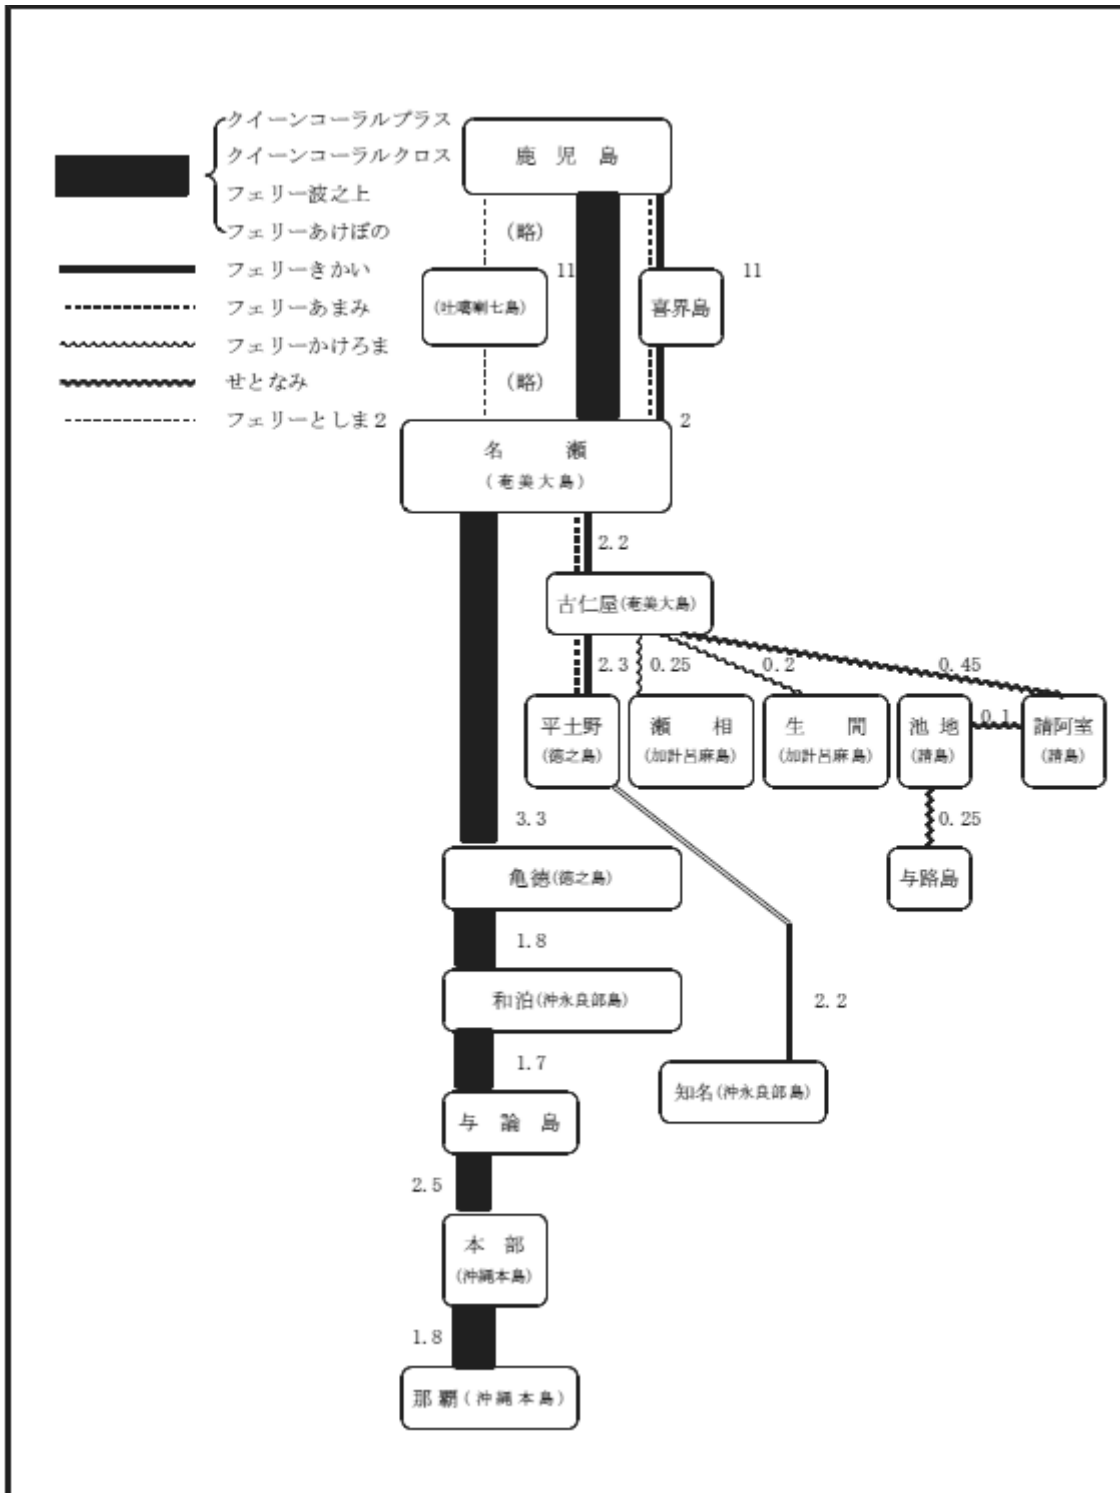 クイーンコーラルプラス
クイーンコーラルクロス
フェリー波之上
フェリーあけぼの
フェリーきかい
フェリーあまみ
フェリーかけろま
せとなみ
フェリーとしま2
鹿児島
(略)
11
11
(吐噶喇七島)
喜界島
(略)
2
名瀬
(奄美大島)
2.2
古仁屋(奄美大島)
2.3
0.25
0.2
0.45
平土野
(徳之島)
瀬相
(加計呂麻島)
生間
(加計呂麻島)
池地
(請島)
0.1
請阿室
(請島)
3.3
0.25
亀徳(徳之島)
与路島
1.8
和泊(沖永良部島)
2.2
1.7
知名(沖永良部島)
与論島
2.5
本部
(沖縄本島)
1.8
那覇(沖縄本島)